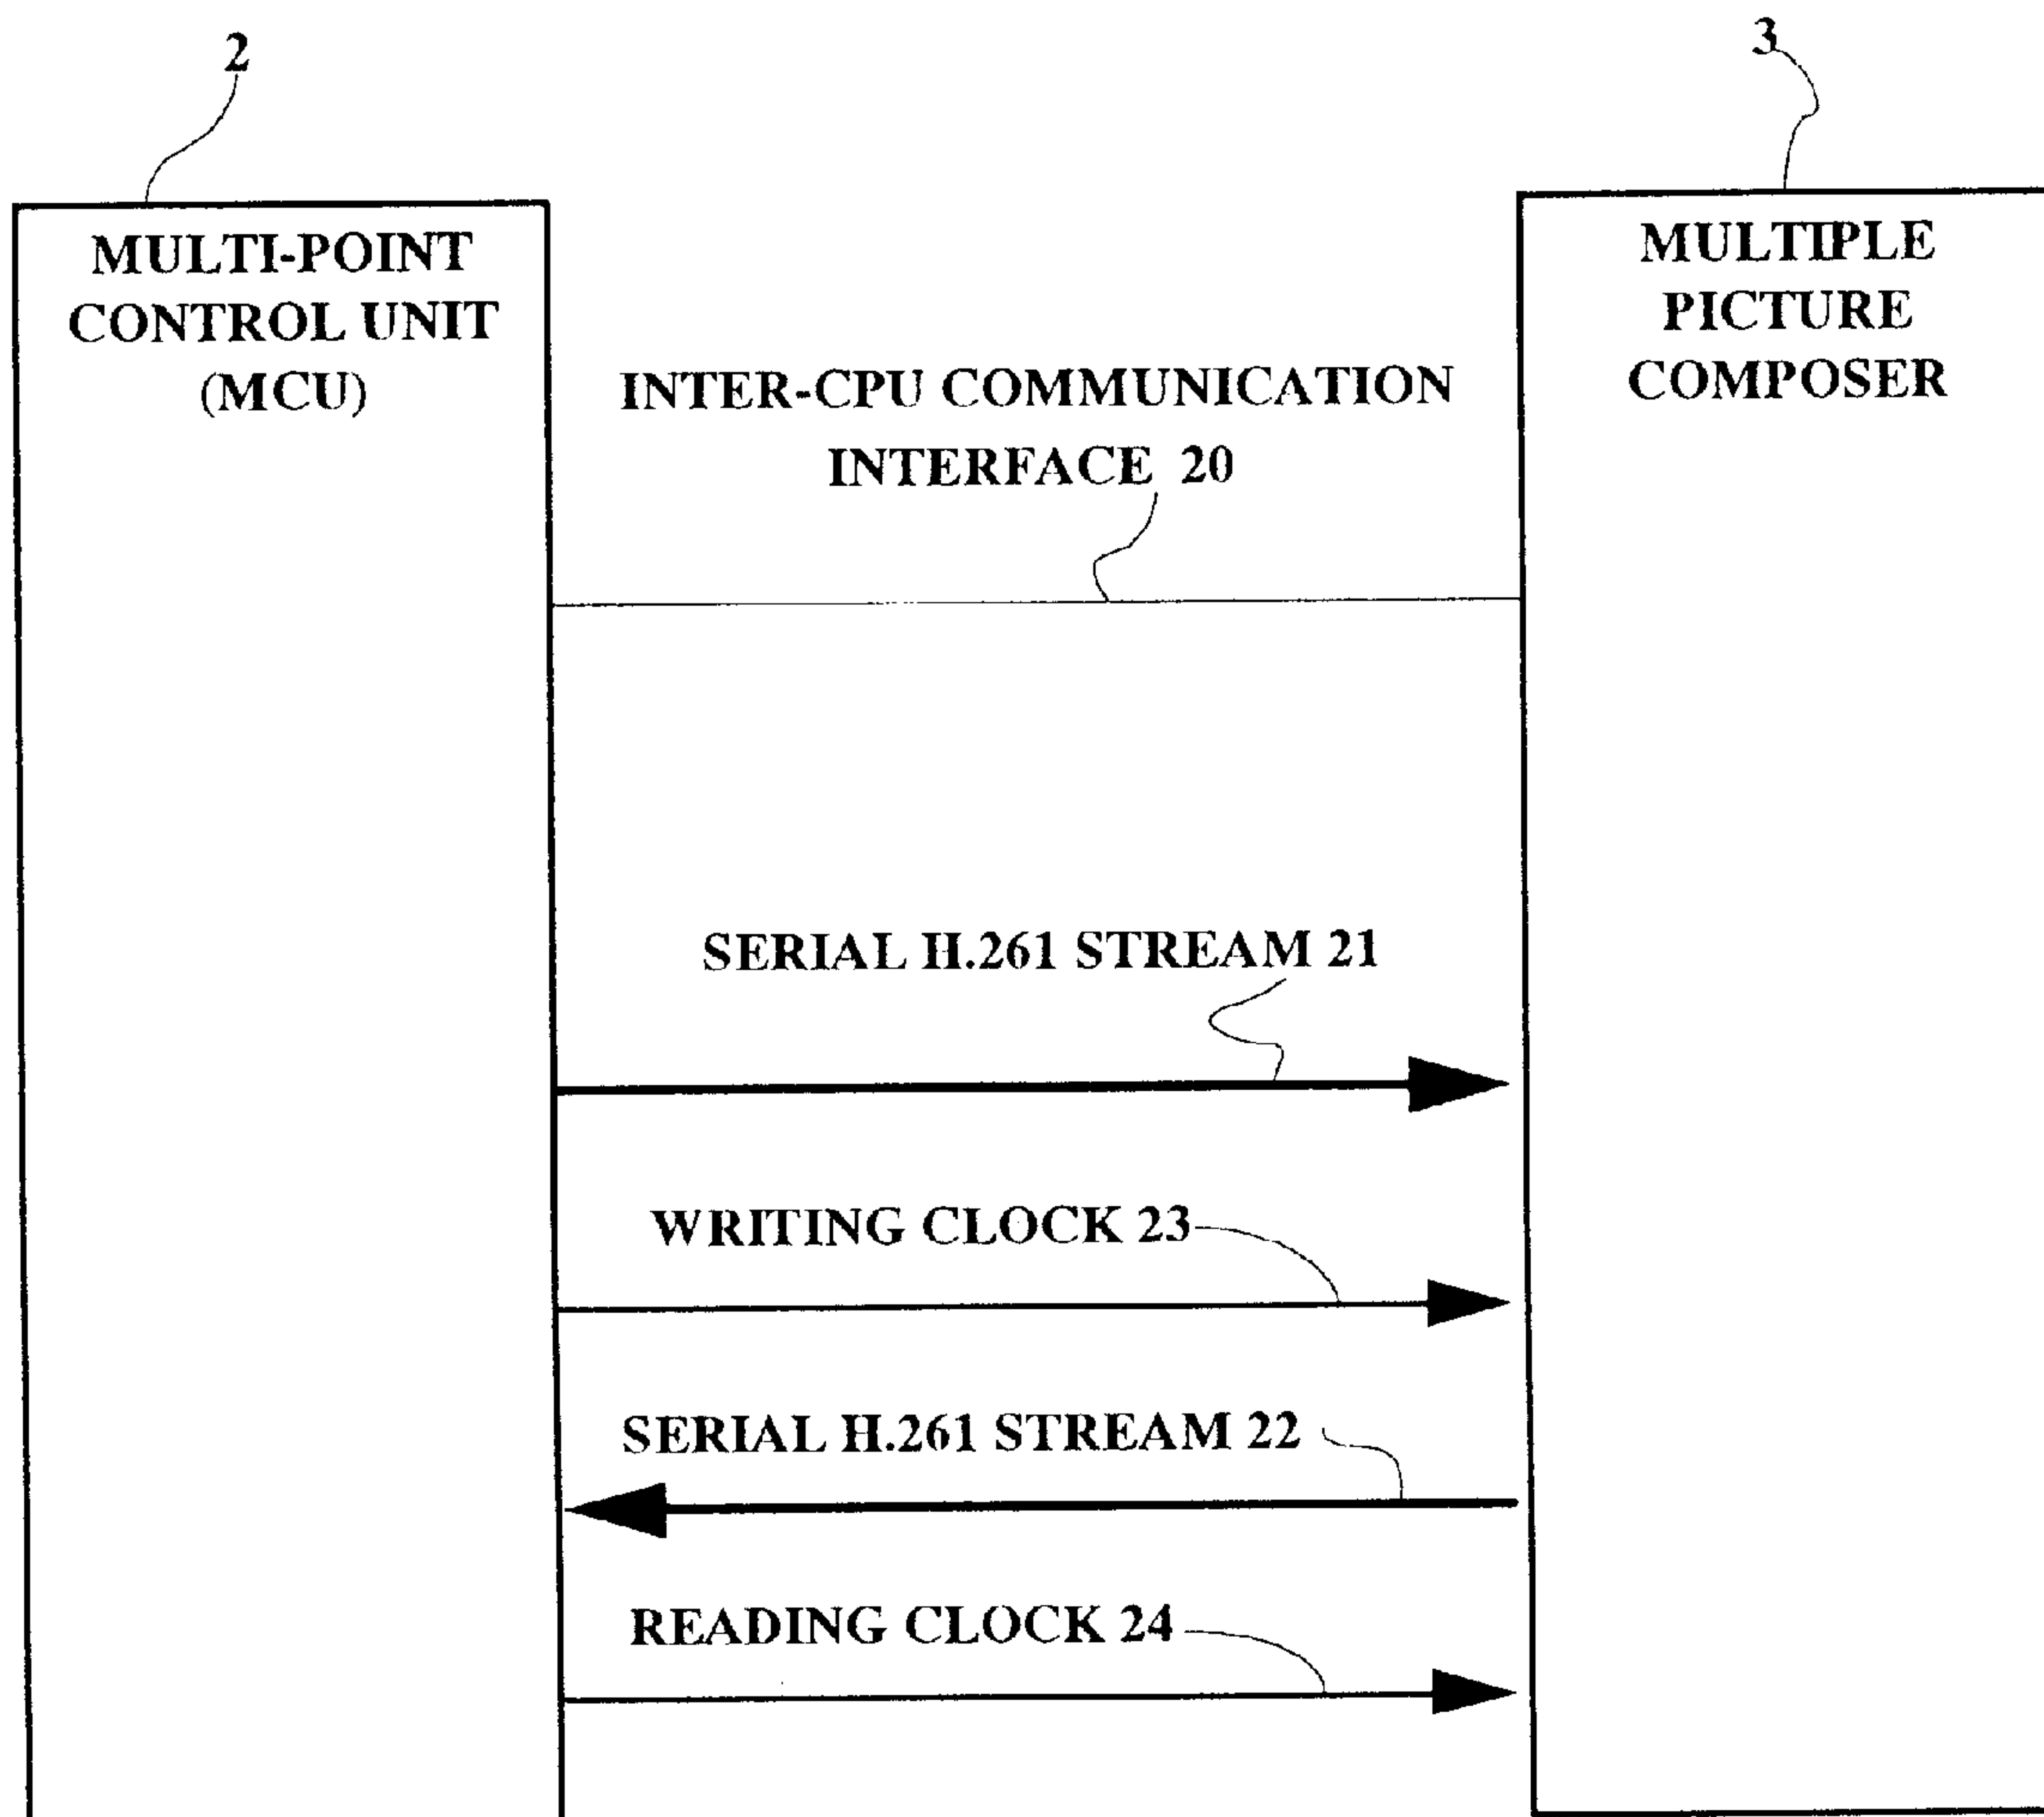 2
3
MULTI-POINT
CONTROL UNIT
(MCU)
MULTIPLE
PICTURE
COMPOSER
INTER-CPU COMMUNICATION
INTERFACE 20
SERIAL H.261 STREAM 21
WRITING CLOCK 23
SERIAL H.261 STREAM 22
READING CLOCK 24